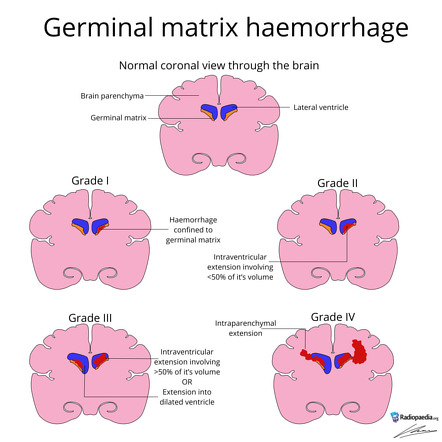 Germinal matrix haemorrhage
Normal coronal view through the brain
Brain parenchyma
Lateral ventricle
Germinal matrix
Grade I
Grade II
Haemorrhage
confined to
germinal matrix
Intraventricular
extension involving
<50% of it's volume
Grade III
Grade IV
Intraparenchymal
extension
Intraventricular
extension involving
>50% of it's volume
OR
Extension into
dilated ventricle
Radiopaedia.org